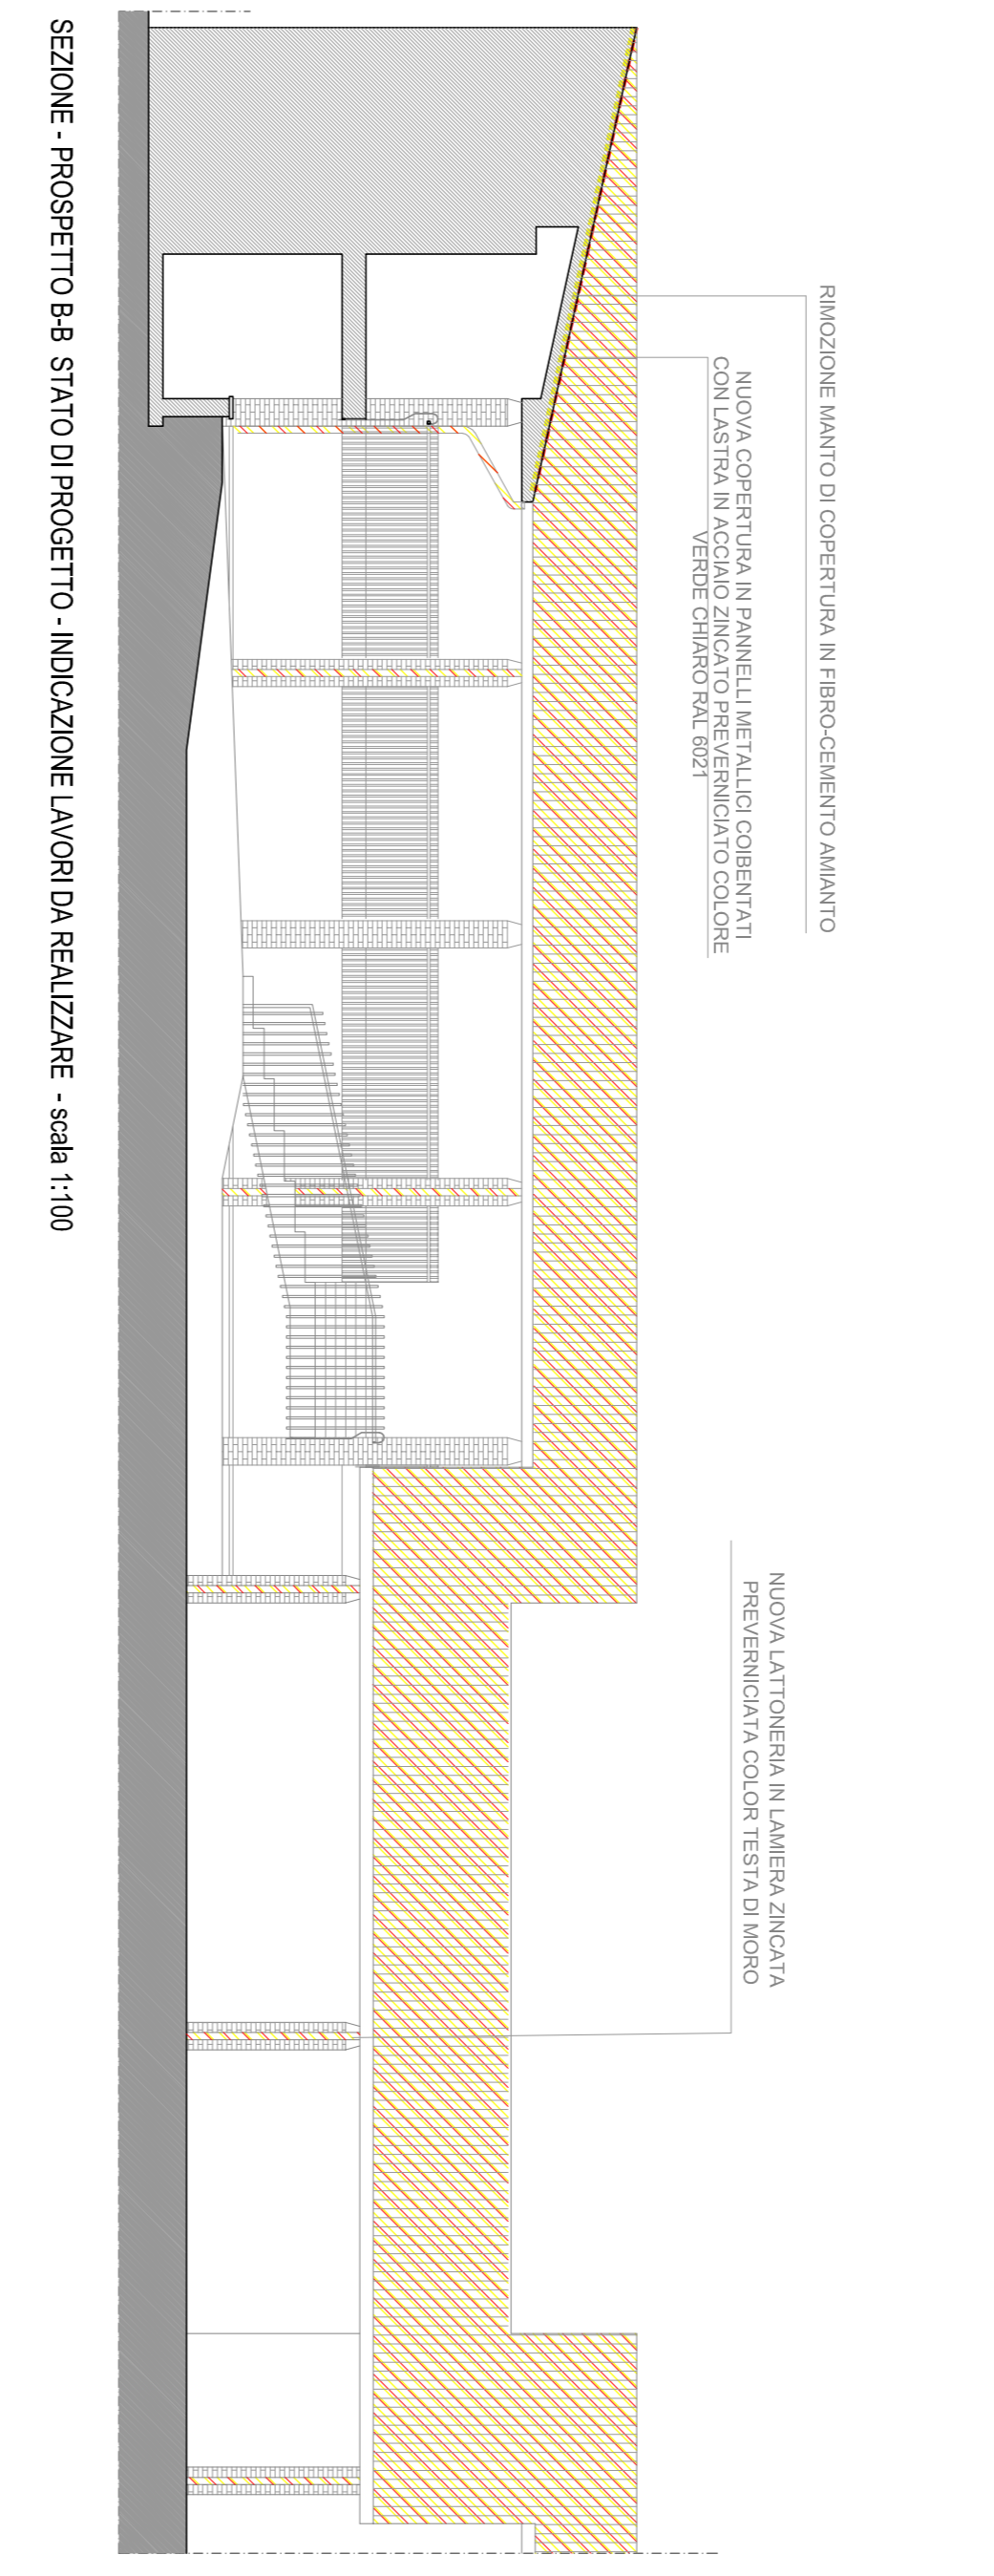 SEZIONE - PROSPETTO B-B STATO DI PROGETTO - INDICAZIONE LAVORI DA REALIZZARE - scala 1:100
RIMOZIONE MANTO DI COPERTURA IN FIBRO-CEMENTO AMIANTO
NUOVA COPERTURA IN PANNELLI METALLICI COIBENTATI
CON LASTRA IN ACCIAIO ZINCATO PREVERNICIATO COLORE
VERDE CHIARO RAL 6021
NUOVA LATTONERIA IN LAMIERA ZINCATA
PREVERNICIATA COLOR TESTA DI MORO